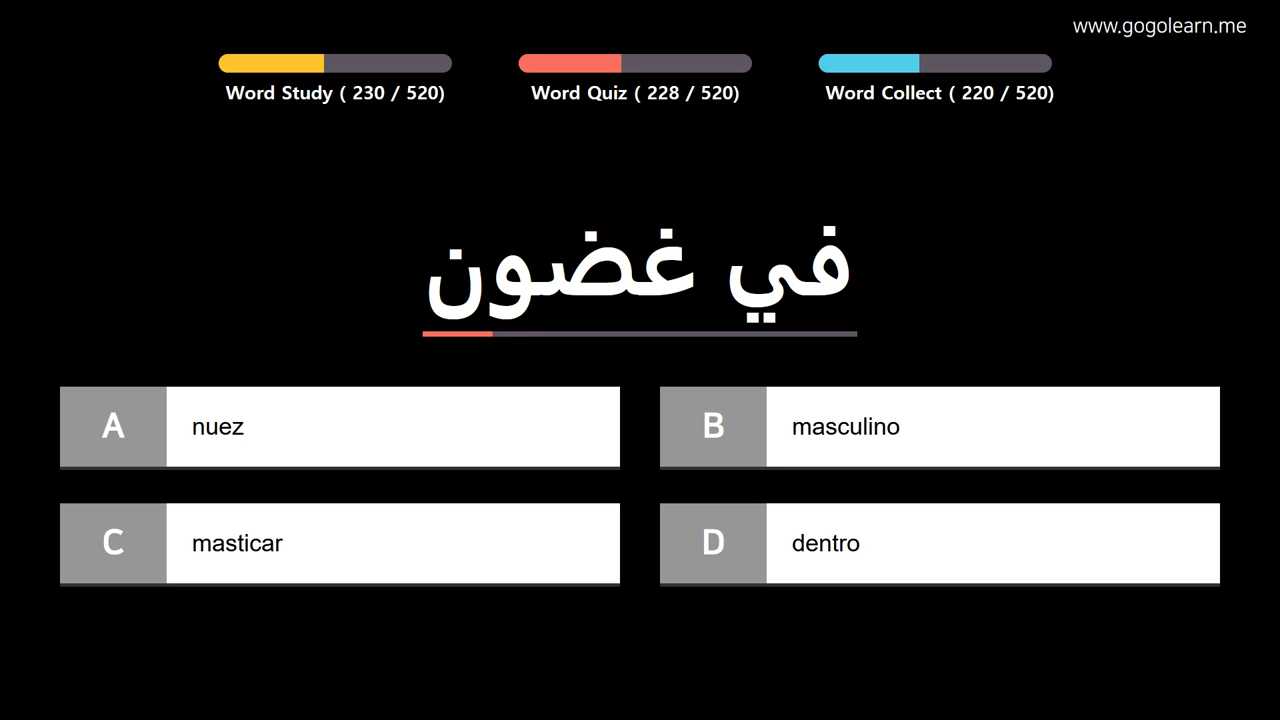 www.gogolearn.me
Word Study ( 230 / 520)
Word Quiz ( 228 / 520)
Word Collect ( 220 / 520)
في غضون
A nuez
B masculino
C masticar
D dentro